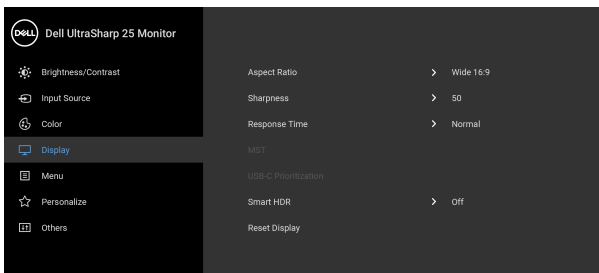 DELL Dell UltraSharp 25 Monitor
Brightness/Contrast
Input Source
Color
Display
Menu
Personalize
Others
Aspect Ratio Wide 16:9
Sharpness 50
Response Time Normal
MST
USB-C Prioritization
Smart HDR Off
Reset Display